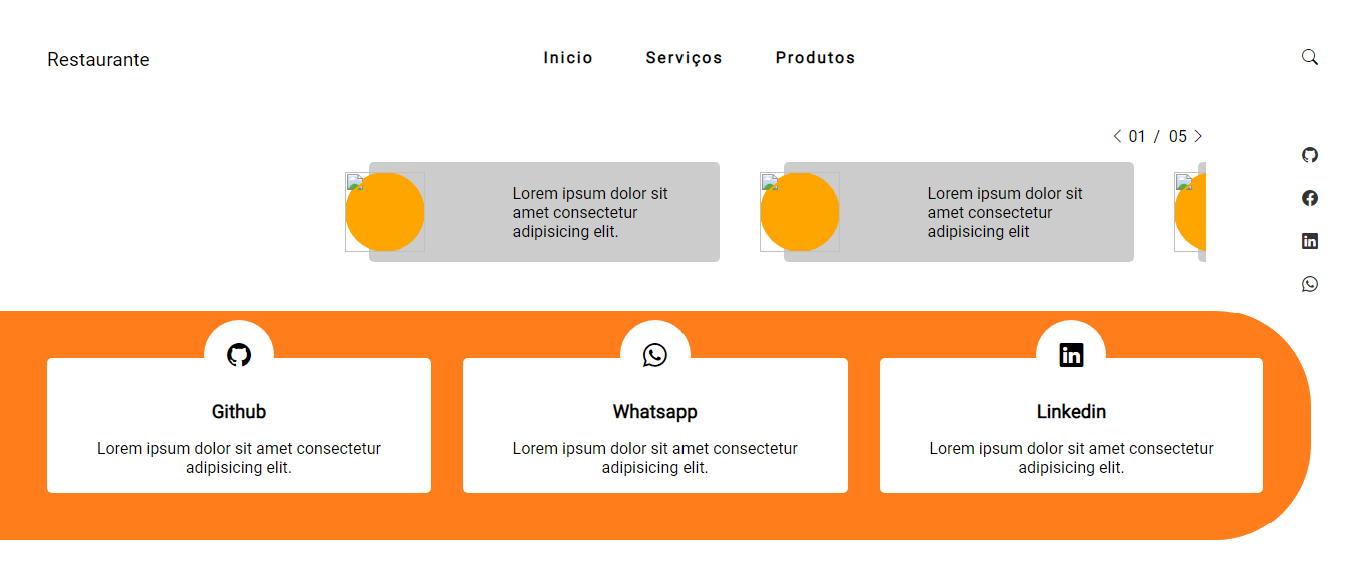 Restaurante
Inicio Serviços Produtos
01 / 05
Lorem ipsum dolor sit
amet consectetur
adipisicing elit.
Lorem ipsum dolor sit
amet consectetur
adipisicing elit
Github
Lorem ipsum dolor sit amet consectetur
adipisicing elit.
Whatsapp
Lorem ipsum dolor sit amet consectetur
adipisicing elit.
Linkedin
Lorem ipsum dolor sit amet consectetur
adipisicing elit.